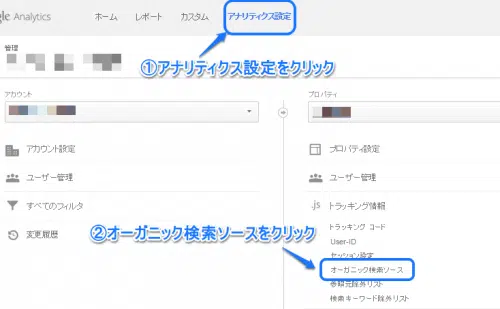 gle Analytics ホーム レポート カスタム アナリティクス設定
管理
①アナリティクス設定をクリック
アカウント
プロパティ
アカウント設定
プロパティ設定
ユーザー管理
ユーザー管理
すべてのフィルタ
.js トラッキング情報
変更履歴
②オーガニック検索ソースをクリック
トラッキング コード
User-ID
セッション設定
オーガニック検索ソース
参照元除外リスト
検索キーワード除外リスト